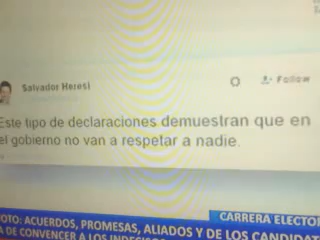 Salvador Heresi
Follow
Este tipo de declaraciones demuestran que en
el gobierno no van a respetar a nadie.
CARRERA ELECTOR
OTO: ACUERDOS, PROMESAS, ALIADOS Y DE LOS CANDIDAT
A DE CONVENCER A LOS INDECISOS